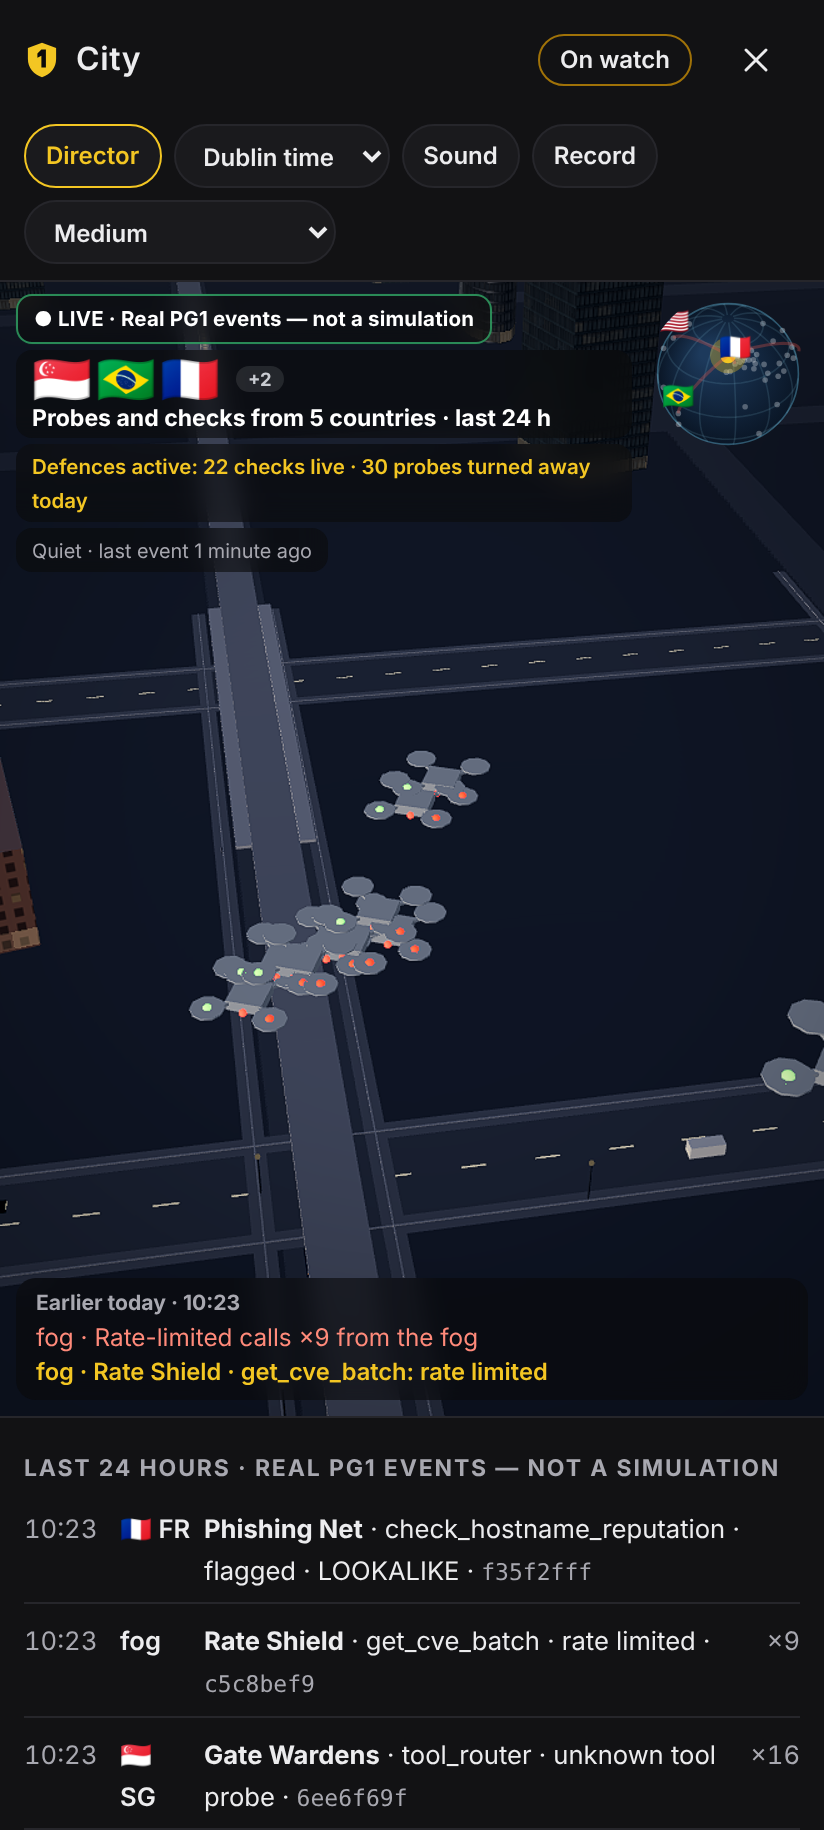 1 City
On watch
Director
Dublin time
Sound
Record
Medium
LIVE · Real PG1 events — not a simulation
+2
Probes and checks from 5 countries · last 24 h
Defences active: 22 checks live · 30 probes turned away
today
Quiet · last event 1 minute ago
Earlier today · 10:23
fog · Rate-limited calls ×9 from the fog
fog · Rate Shield · get_cve_batch: rate limited
LAST 24 HOURS · REAL PG1 EVENTS — NOT A SIMULATION
10:23 FR Phishing Net · check_hostname_reputation ·
flagged · LOOKALIKE · f35f2fff
10:23 fog Rate Shield · get_cve_batch · rate limited · ×9
c5c8bef9
10:23 Gate Wardens · tool_router · unknown tool ×16
SG probe · 6ee6f69f